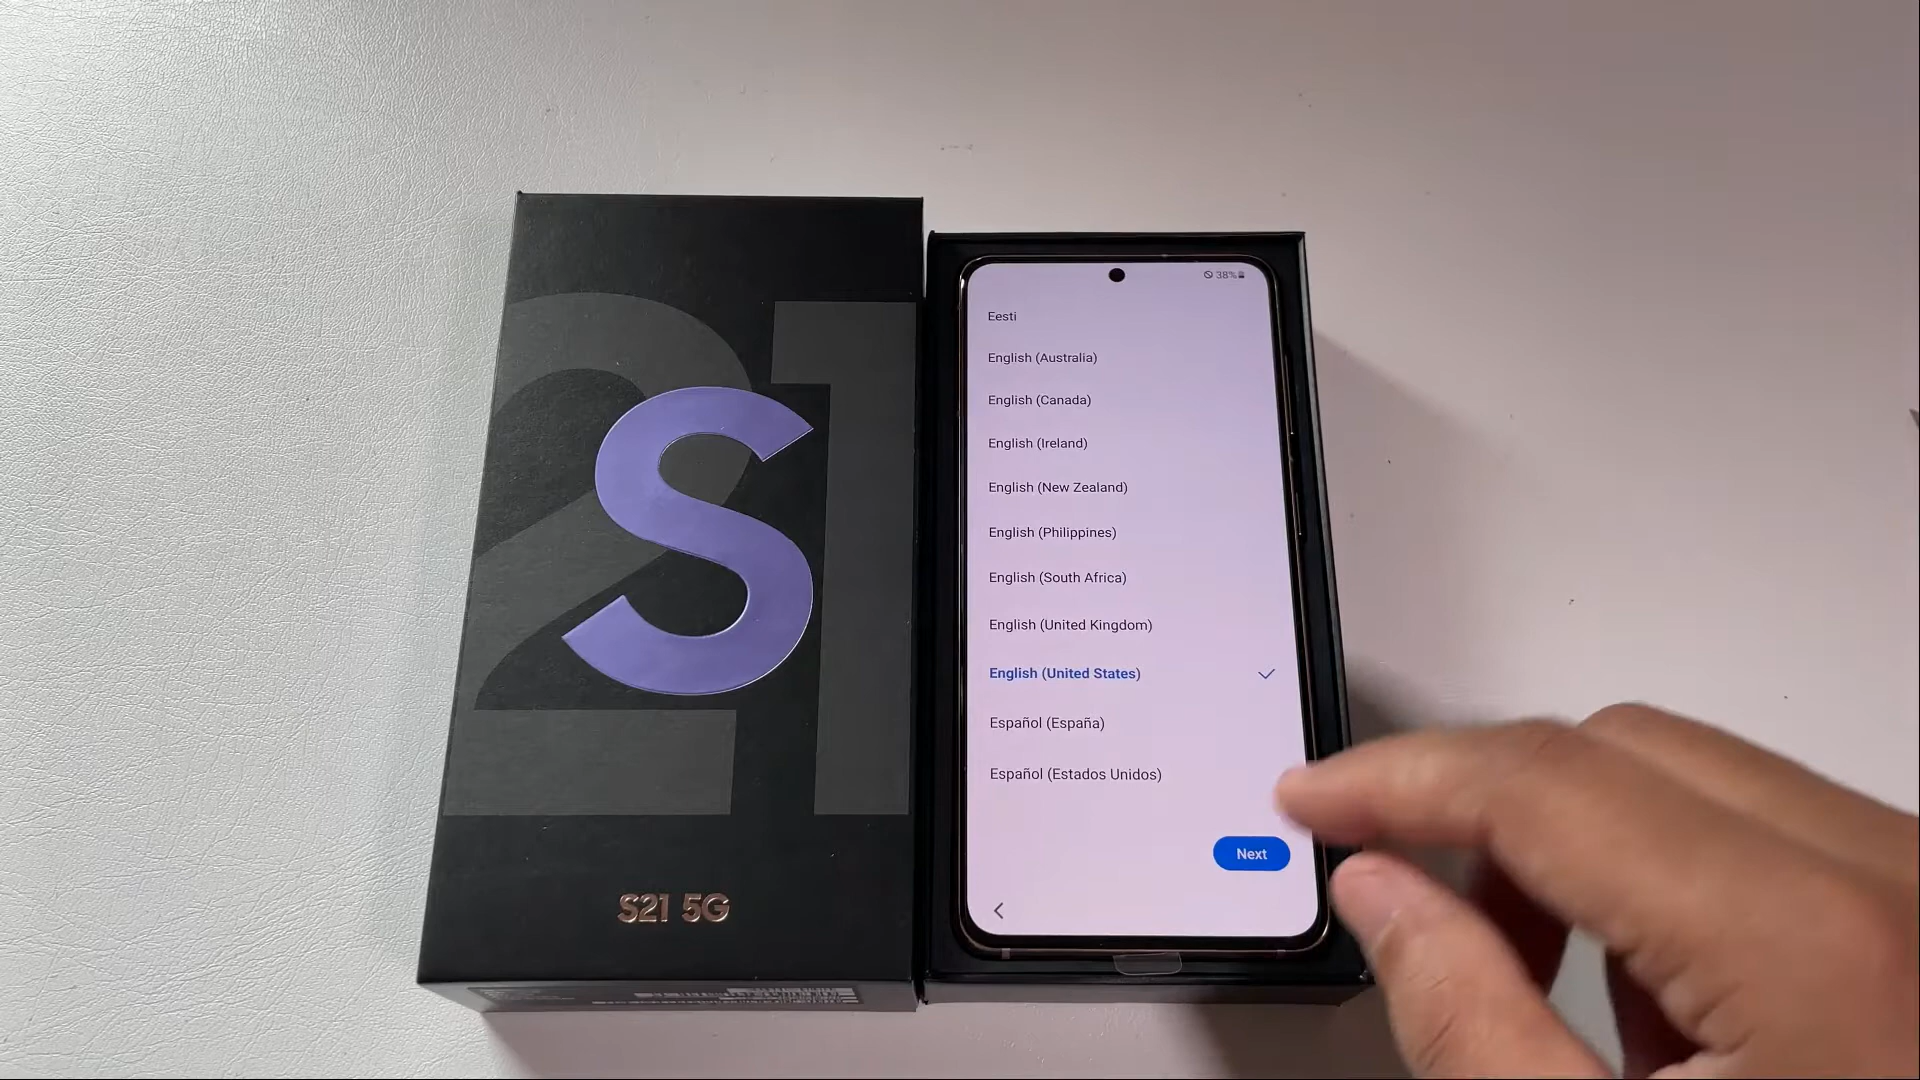 21
S
S21 5G
38%
Eesti
English (Australia)
English (Canada)
English (Ireland)
English (New Zealand)
English (Philippines)
English (South Africa)
English (United Kingdom)
English (United States)
Español (España)
Español (Estados Unidos)
Next